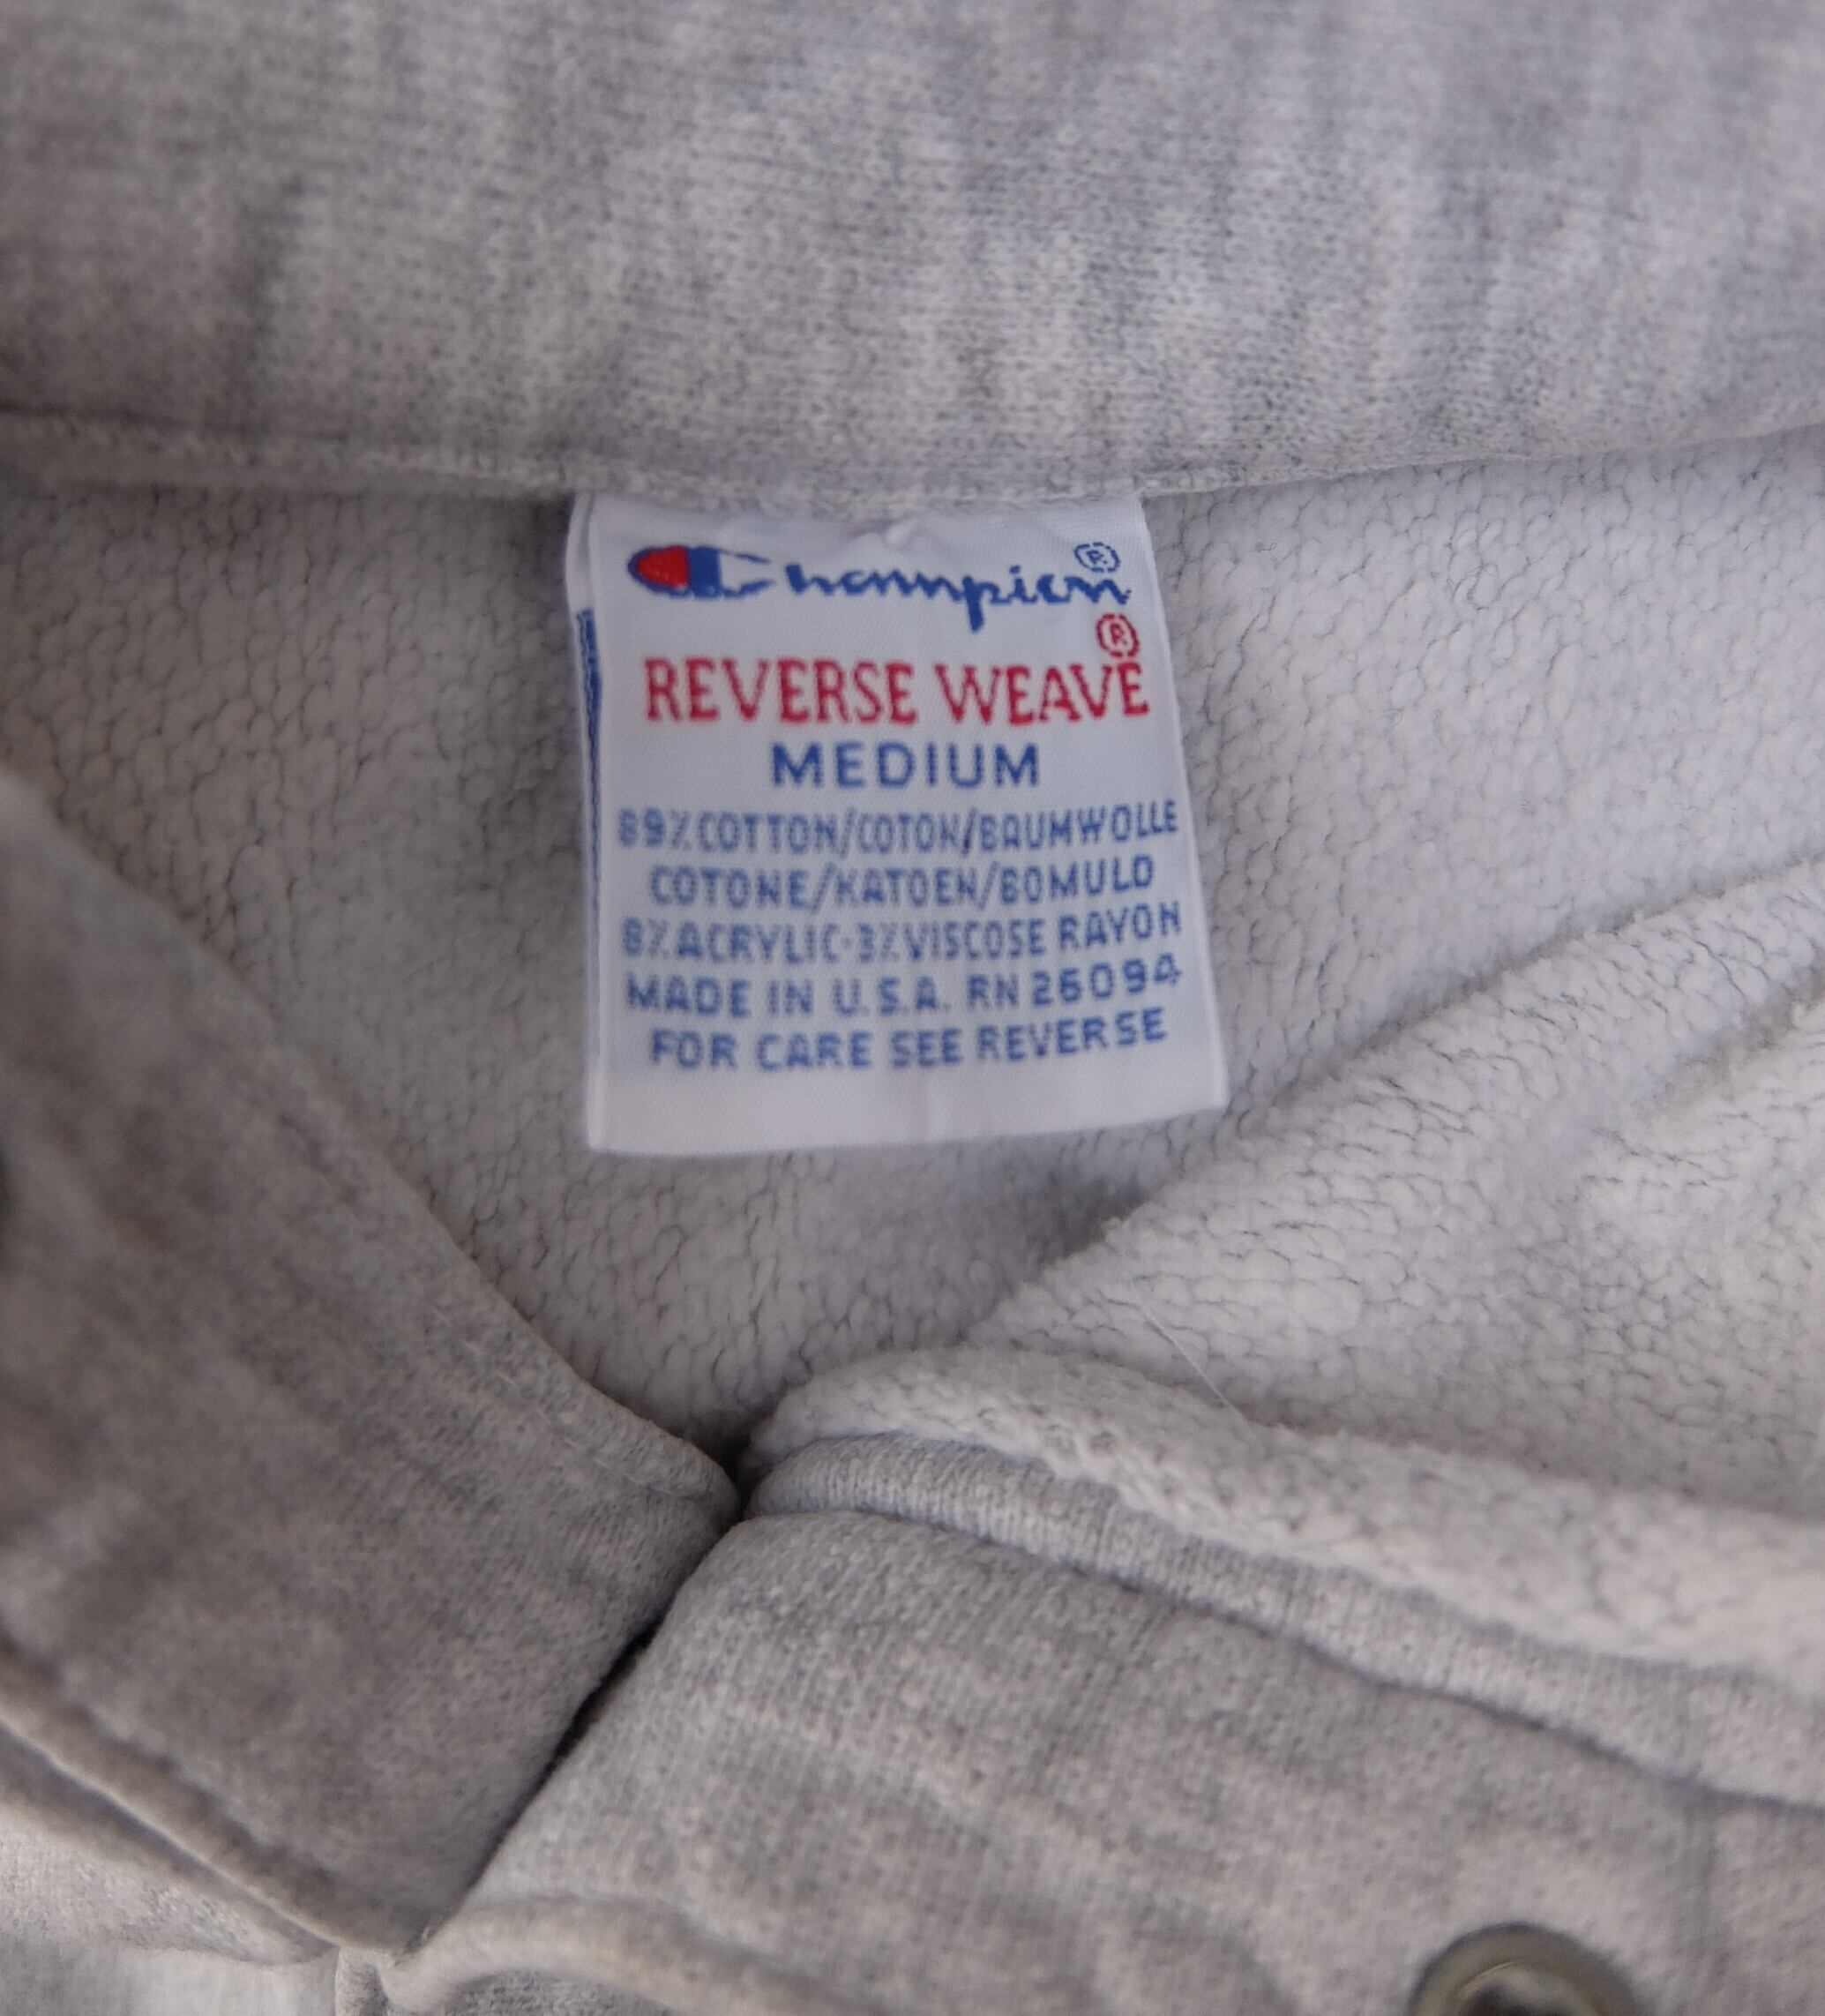 Champion®
REVERSE WEAVE®
MEDIUM
89% COTTON/COTON/BAUMWOLLE
COTONE/KATOEN/BOMULD
8% ACRYLIC·3% VISCOSE RAYON
MADE IN U.S.A. RN 26094
FOR CARE SEE REVERSE